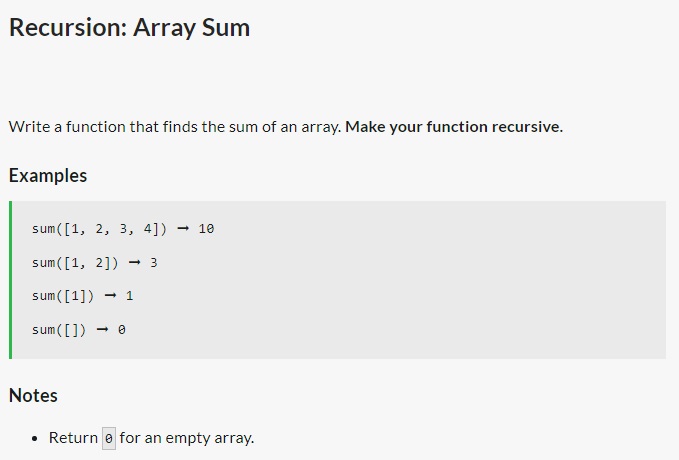 Recursion: Array Sum
Write a function that finds the sum of an array. Make your function recursive.
Examples
sum([1, 2, 3, 4]) ➞ 10
sum([1, 2]) ➞ 3
sum([1]) ➞ 1
sum([]) ➞ 0
Notes
• Return 0 for an empty array.